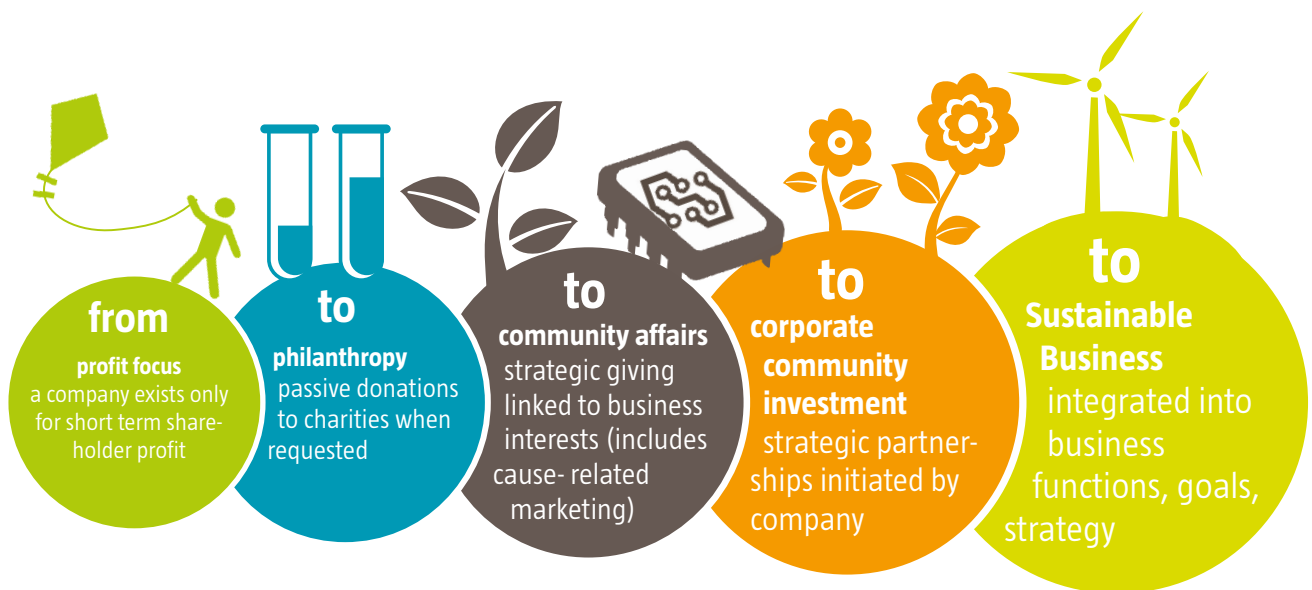 from
profit focus
a company exists only
for short term share-
holder profit
to
philanthropy
passive donations
to charities when
requested
to
community affairs
strategic giving
linked to business
interests (includes
cause- related
marketing)
to
corporate
community
investment
strategic partner-
ships initiated by
company
to
Sustainable
Business
integrated into
business
functions, goals,
strategy